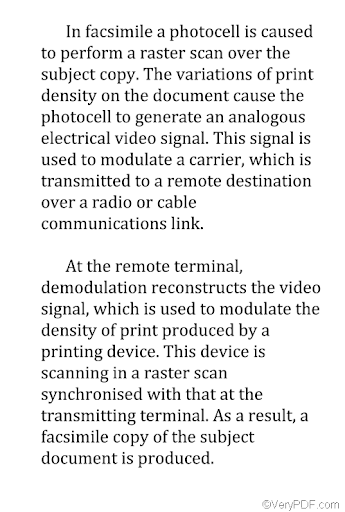 In facsimile a photocell is caused
to perform a raster scan over the
subject copy. The variations of print
density on the document cause the
photocell to generate an analogous
electrical video signal. This signal is
used to modulate a carrier, which is
transmitted to a remote destination
over a radio or cable
communications link.
At the remote terminal,
demodulation reconstructs the video
signal, which is used to modulate the
density of print produced by a
printing device. This device is
scanning in a raster scan
synchronised with that at the
transmitting terminal. As a result, a
facsimile copy of the subject
document is produced.
©VeryPDF.com